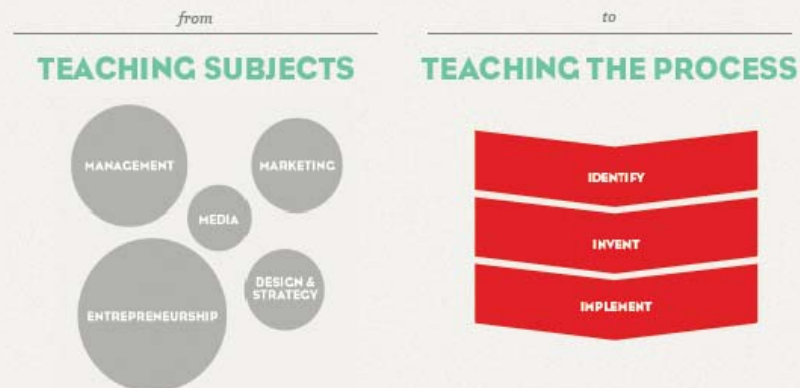 from
TEACHING SUBJECTS
MANAGEMENT
MARKETING
MEDIA
DESIGN &
STRATEGY
ENTREPRENEURSHIP
to
TEACHING THE PROCESS
IDENTIFY
INVENT
IMPLEMENT